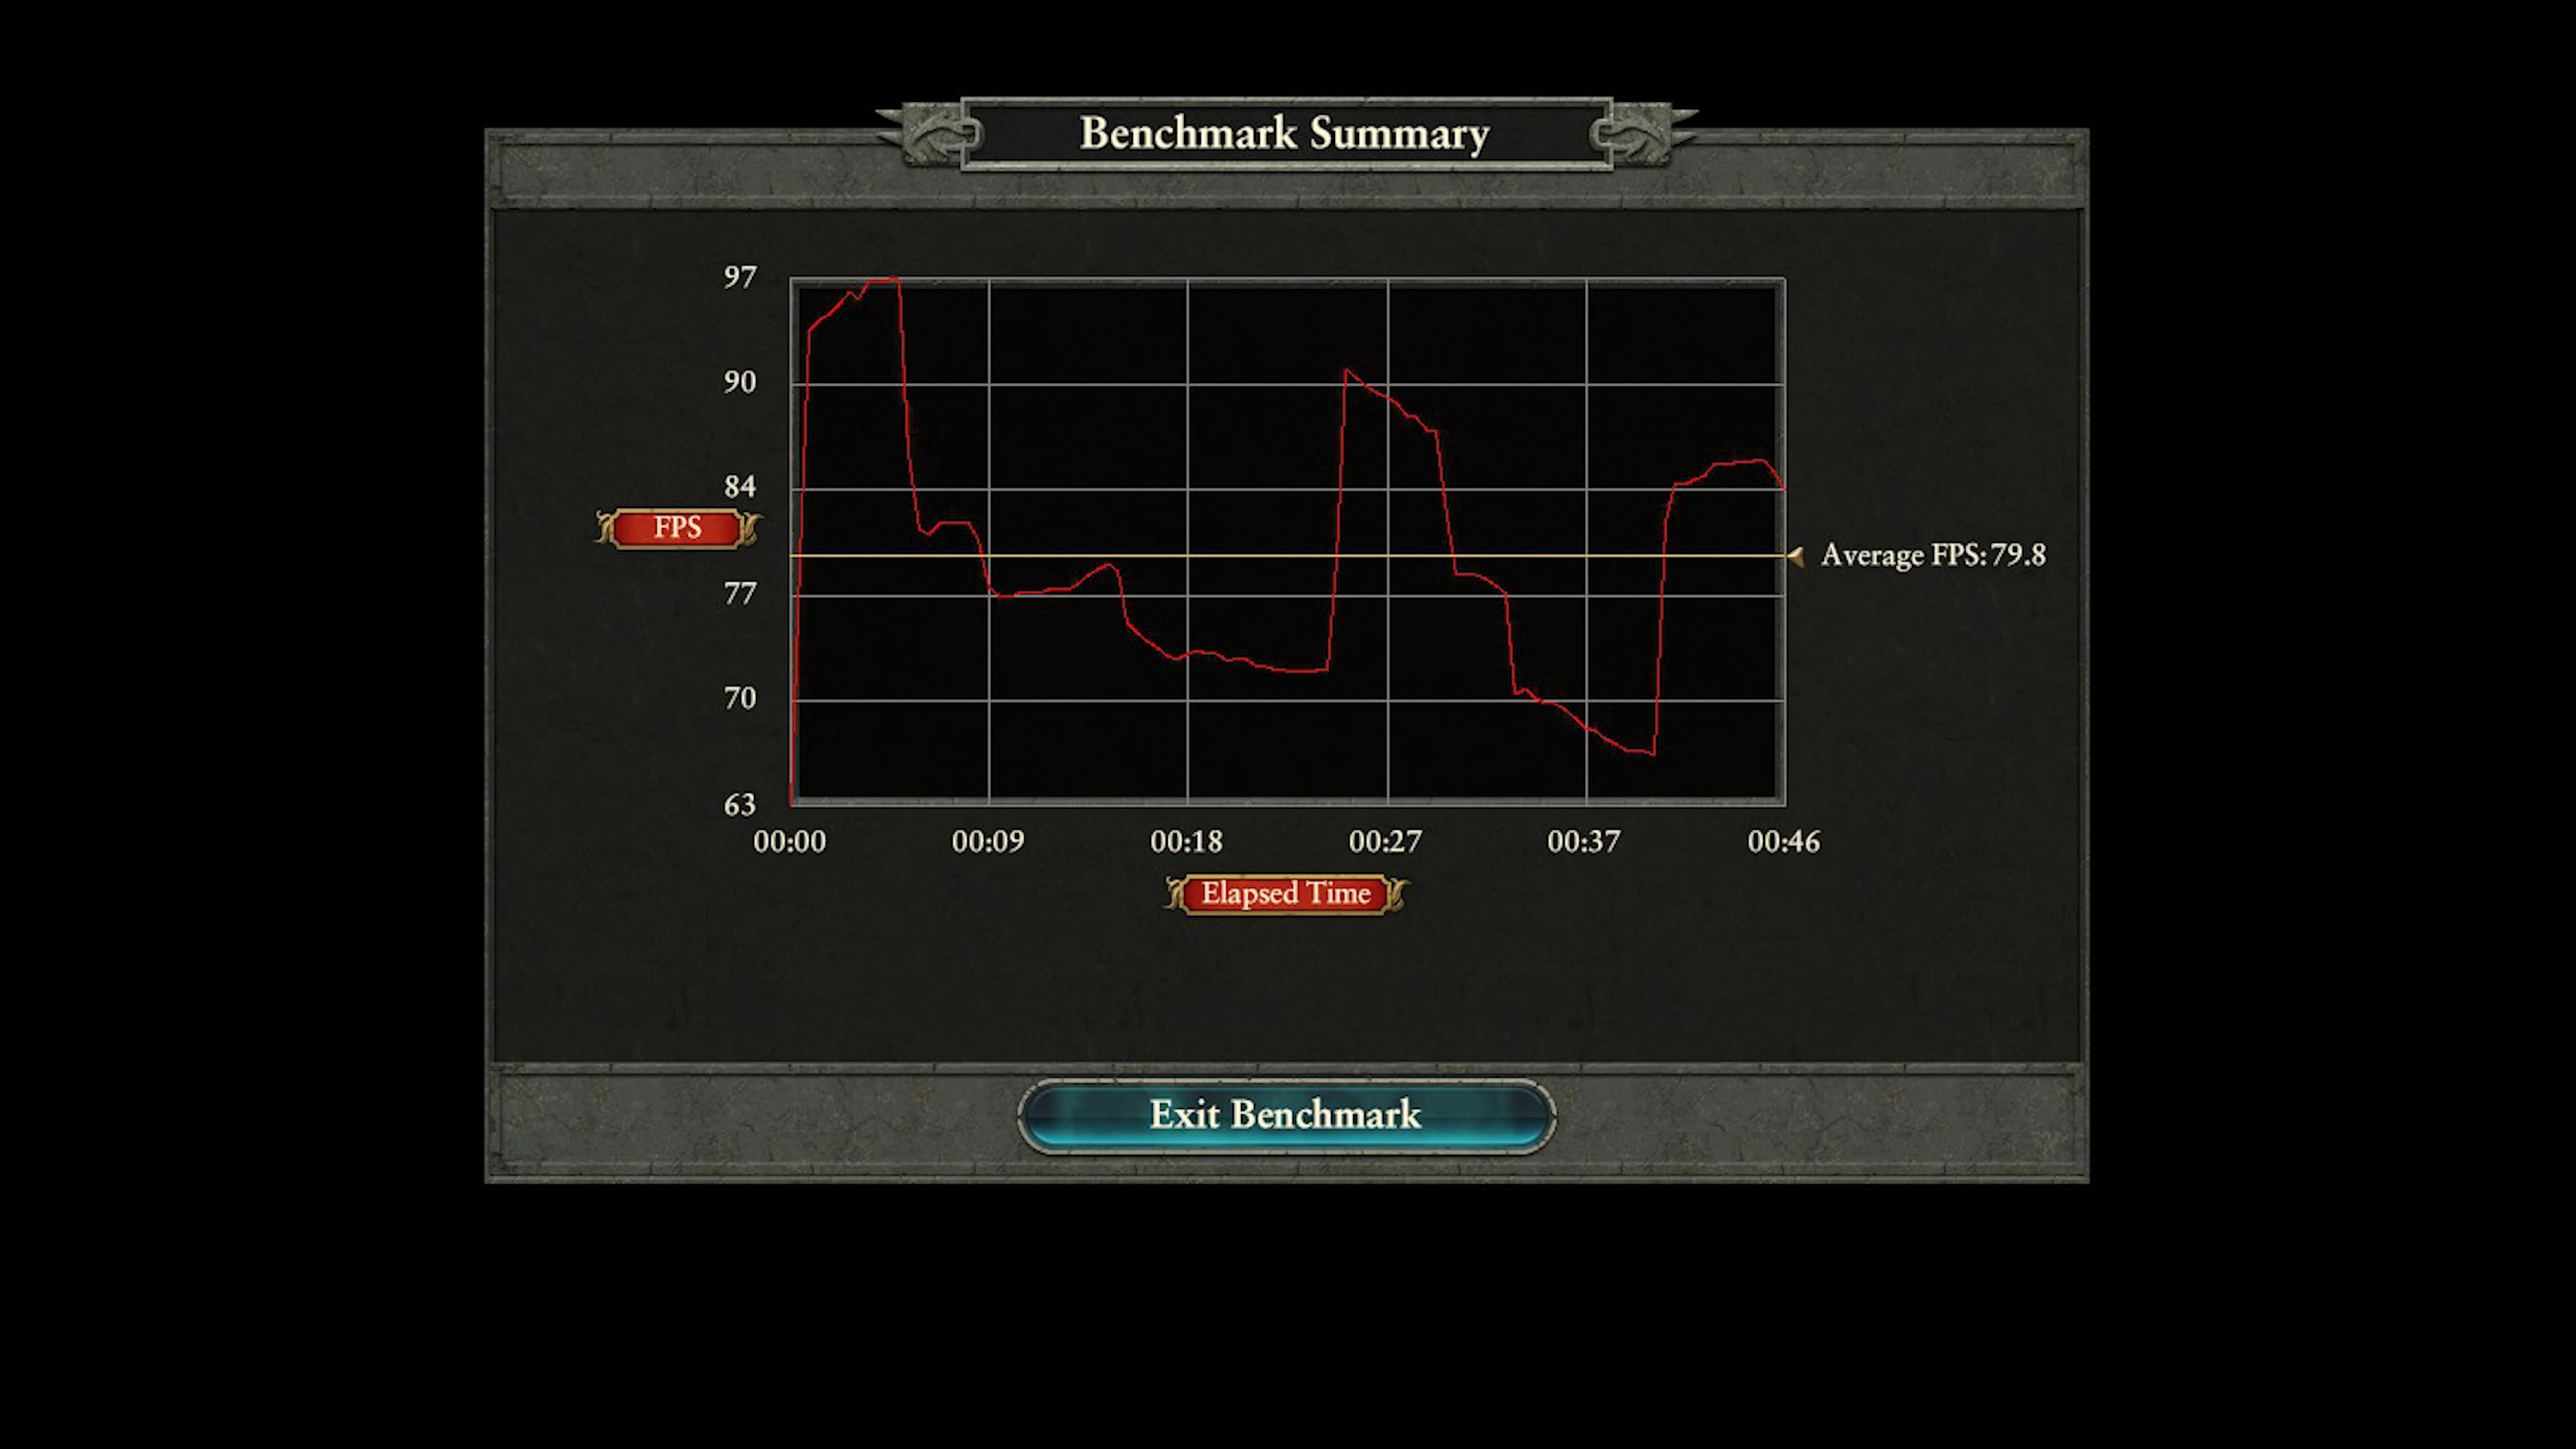 Benchmark Summary
97
90
84
FPS
Average FPS: 79.8
77
70
63
00:00 00:09 00:18 00:27 00:37 00:46
Elapsed Time
Exit Benchmark